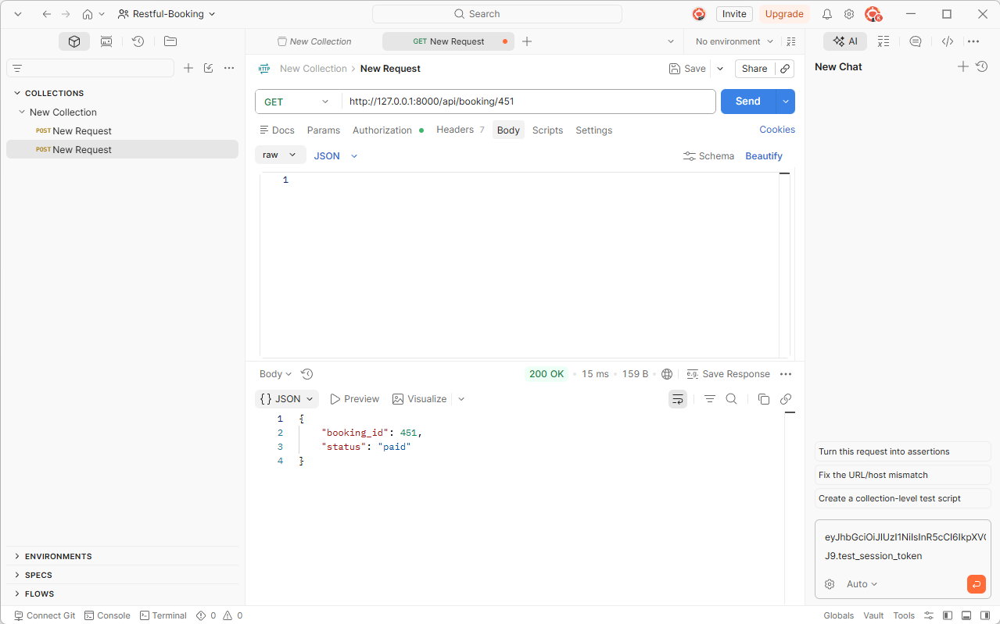 Restful-Booking
Search
Invite
Upgrade
New Collection
GET New Request
No environment
AI
New Collection › New Request
Save
Share
New Chat
COLLECTIONS
New Collection
POST New Request
POST New Request
GET
http://127.0.0.1:8000/api/booking/451
Send
Docs
Params
Authorization
Headers 7
Body
Scripts
Settings
Cookies
raw
JSON
Schema
Beautify
1
Body
200 OK
15 ms
159 B
e.g. Save Response
{} JSON
Preview
Visualize
1 {
2 "booking_id": 451,
3 "status": "paid"
4 }
Turn this request into assertions
Fix the URL/host mismatch
Create a collection-level test script
J9.test_session_token
Auto
ENVIRONMENTS
SPECS
FLOWS
Connect Git
Console
Terminal
0
0
Globals
Vault
Tools